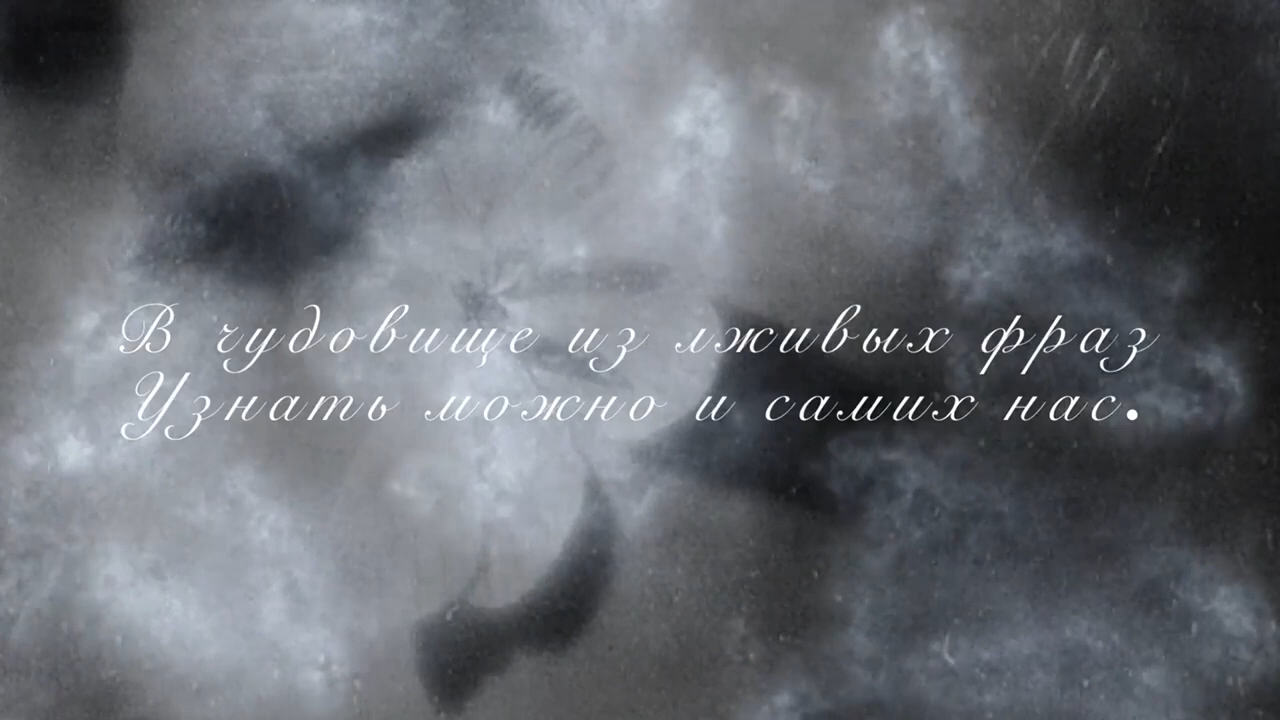 В чудовище из лживых фраз
Узнать можно и самих нас.